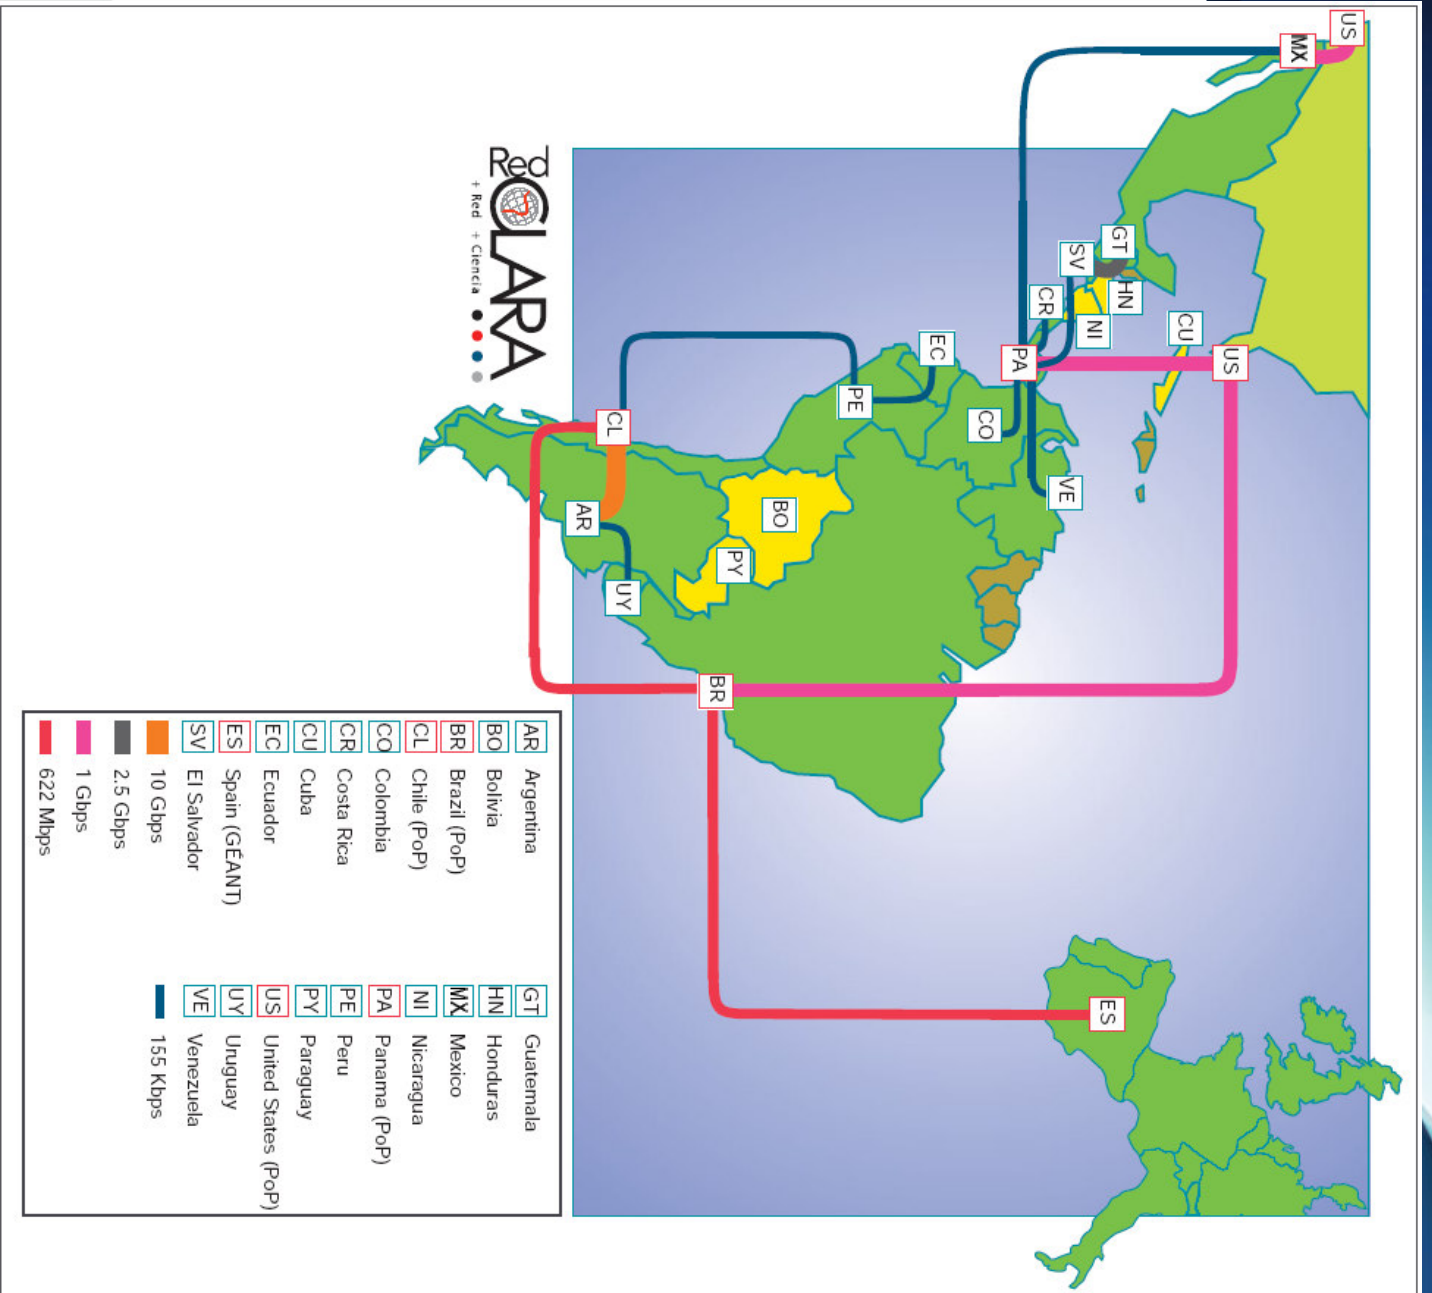 US
MX
GT
SV
HN
CR
NI
CU
US
PA
EC
CO
VE
PE
CL
AR
BO
PY
UY
BR
ES
Red
CLARA
+ Red + Ciencia
AR Argentina
BO Bolivia
BR Brazil (PoP)
CL Chile (PoP)
CO Colombia
CR Costa Rica
CU Cuba
EC Ecuador
ES Spain (GÉANT)
SV El Salvador
10 Gbps
2.5 Gbps
1 Gbps
622 Mbps
GT Guatemala
HN Honduras
MX Mexico
NI Nicaragua
PA Panama (PoP)
PE Peru
PY Paraguay
US United States (PoP)
UY Uruguay
VE Venezuela
155 Kbps